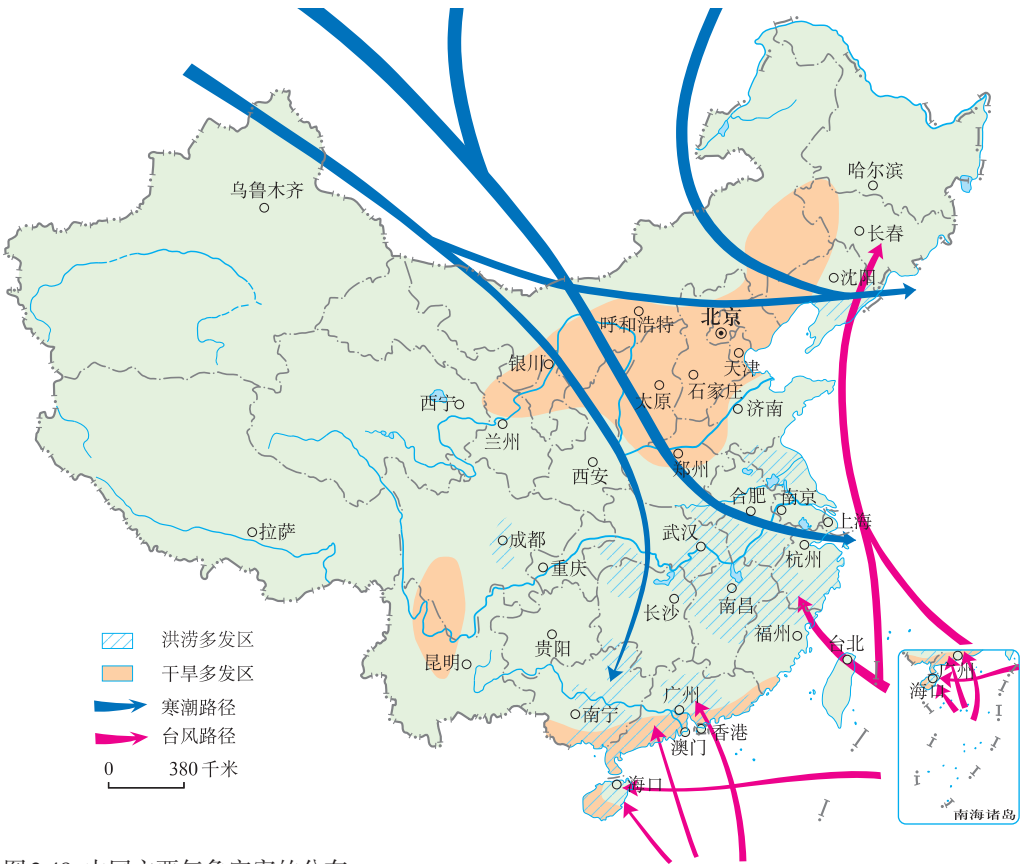 哈尔滨
乌鲁木齐
长春
沈阳
呼和浩特
北京
银川
天津
石家庄
太原
西宁
济南
兰州
郑州
西安
合肥
南京
上海
拉萨
成都
武汉
杭州
重庆
长沙
南昌
福州
贵阳
台北
昆明
广州
南宁
香港
澳门
海口
洪涝多发区
干旱多发区
寒潮路径
台风路径
0 380千米
广州
海口
南海诸岛